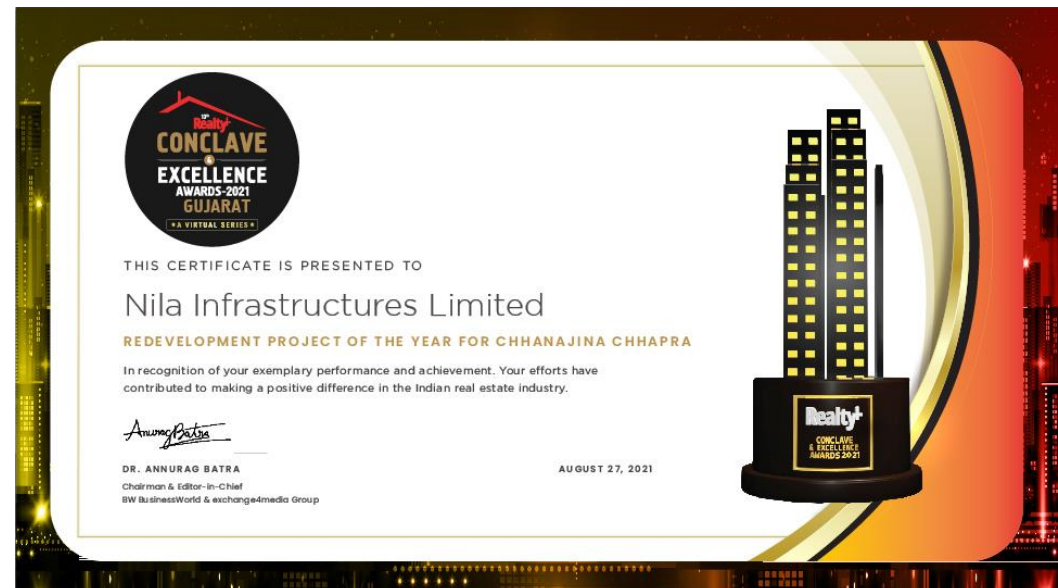 13th
Realty+
CONCLAVE
&
EXCELLENCE
AWARDS-2021
GUJARAT
•A VIRTUAL SERIES•
THIS CERTIFICATE IS PRESENTED TO
Nila Infrastructures Limited
REDEVELOPMENT PROJECT OF THE YEAR FOR CHHANAJINA CHHAPRA
In recognition of your exemplary performance and achievement. Your efforts have
contributed to making a positive difference in the Indian real estate industry.
Anurag Batra
DR. ANNURAG BATRA
AUGUST 27, 2021
Chairman & Editor-in-Chief
BW BusinessWorld & exchange4media Group
Realty+
CONCLAVE
& EXCELLENCE
AWARDS 2021